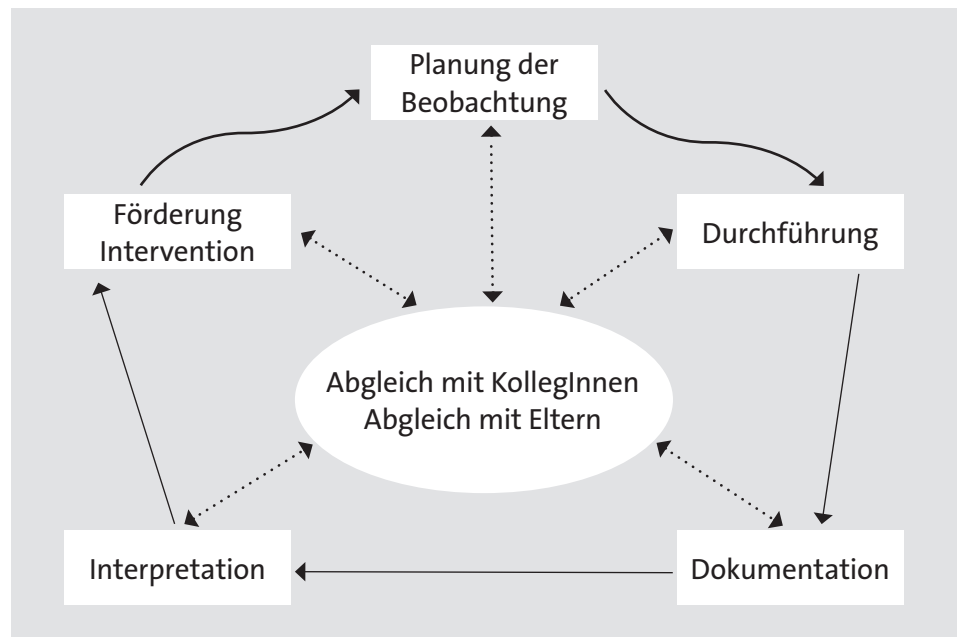 Planung der
Beobachtung
Förderung
Intervention
Durchführung
Abgleich mit KollegInnen
Abgleich mit Eltern
Interpretation
Dokumentation